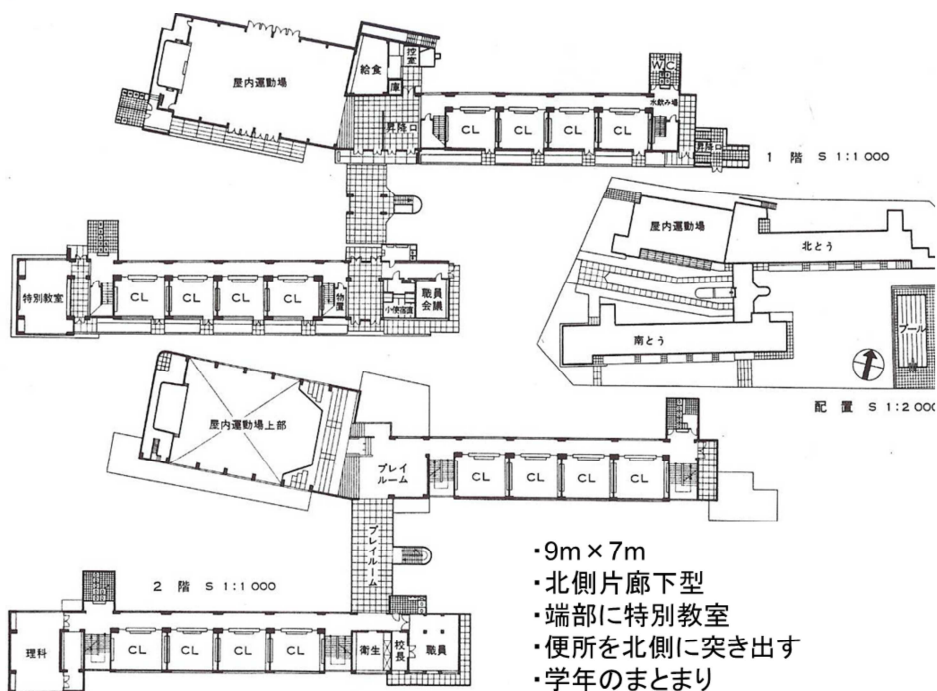 屋内運動場
給食
控室
庫
昇降口
CL
CL
CL
CL
WC
水飲み場
昇降口
1 階 S 1:1 000
特別教室
CL
CL
CL
CL
物置
小使宿直
職員会議
屋内運動場
北とう
南とう
プール
配置 S 1:2 000
屋内運動場上部
プレイルーム
CL
CL
CL
CL
プレイルーム
2 階 S 1:1 000
理科
CL
CL
CL
CL
衛生
校長
職員
・9m×7m
・北側片廊下型
・端部に特別教室
・便所を北側に突き出す
・学年のまとまり